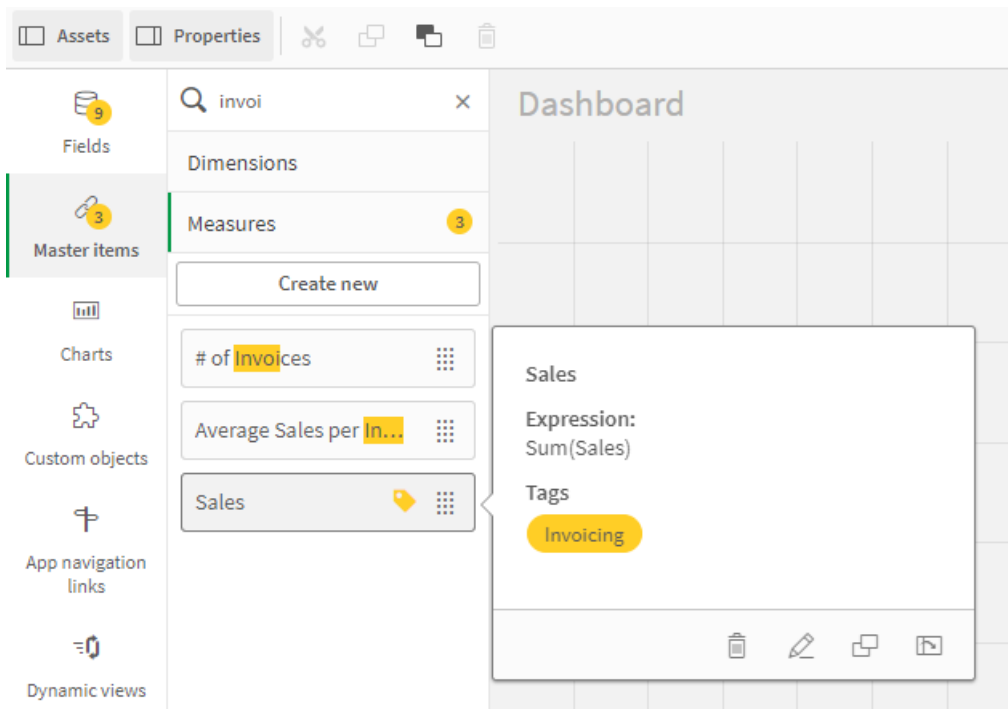 Assets
Properties
9
Fields
3
Master items
Charts
Custom objects
App navigation
links
Dynamic views
invoi
Dimensions
Measures
3
Create new
# of Invoices
Average Sales per In...
Sales
Dashboard
Sales
Expression:
Sum(Sales)
Tags
Invoicing